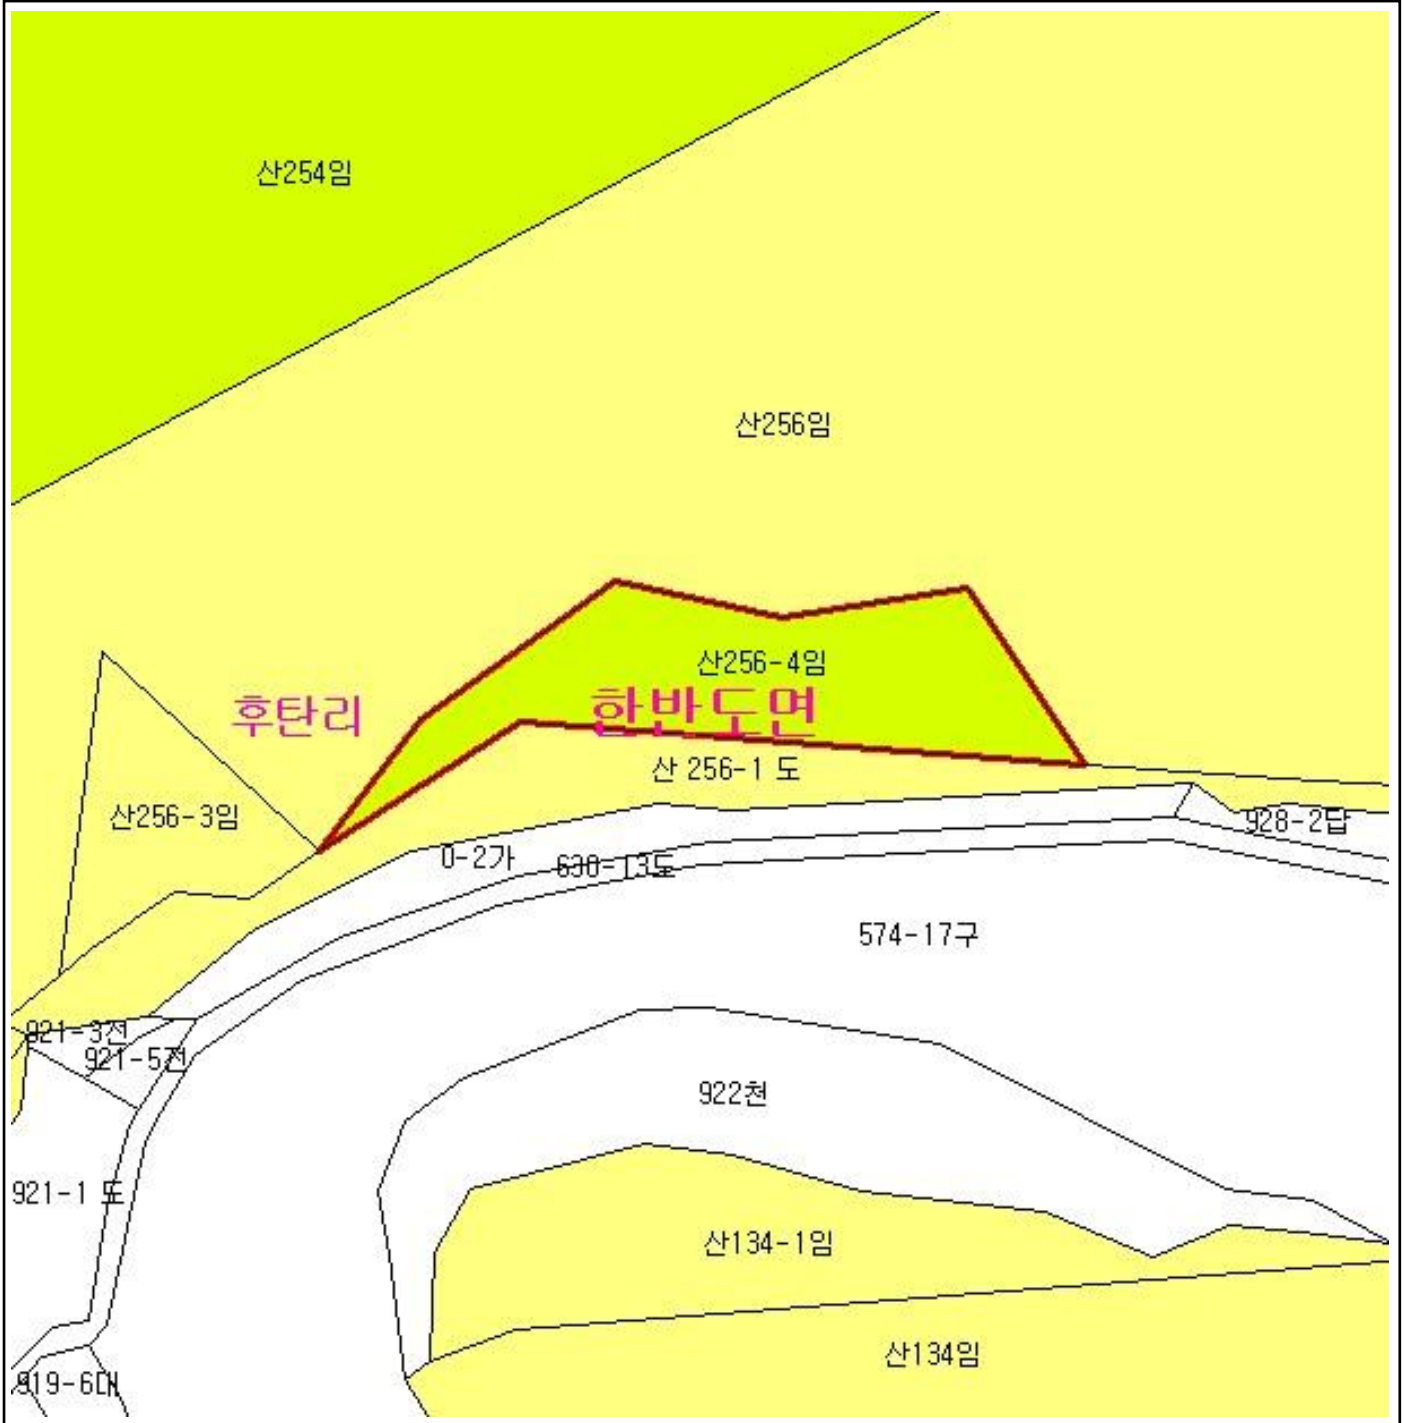 산254임
산256임
산256-4임
후탄리
한반도면
산 256-1 도
산256-3임
928-2답
0-2가
630-13도
574-17구
921-3전
921-5전
922천
921-1 도
산134-1임
산134임
919-6대